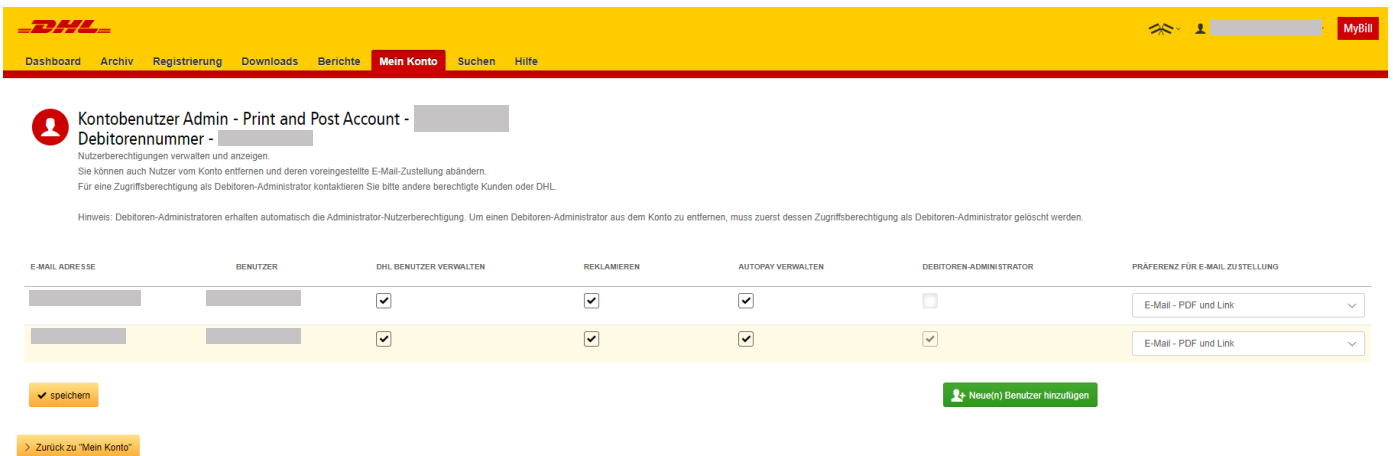 DHL
MyBill
Dashboard Archiv Registrierung Downloads Berichte Mein Konto Suchen Hilfe
Kontobenutzer Admin - Print and Post Account -
Debitorennummer -
Nutzerberechtigungen verwalten und anzeigen.
Sie können auch Nutzer vom Konto entfernen und deren voreingestellte E-Mail-Zustellung abändern.
Für eine Zugriffsberechtigung als Debitoren-Administrator kontaktieren Sie bitte andere berechtigte Kunden oder DHL.
Hinweis: Debitoren-Administratoren erhalten automatisch die Administrator-Nutzerberechtigung. Um einen Debitoren-Administrator aus dem Konto zu entfernen, muss zuerst dessen Zugriffsberechtigung als Debitoren-Administrator gelöscht werden.
E-MAIL ADRESSE BENUTZER DHL BENUTZER VERWALTEN REKLAMIEREN AUTOPAY VERWALTEN DEBITOREN-ADMINISTRATOR PRÄFERENZ FÜR E-MAIL ZUSTELLUNG
E-Mail - PDF und Link
E-Mail - PDF und Link
speichern Neue(n) Benutzer hinzufügen
Zurück zu "Mein Konto"